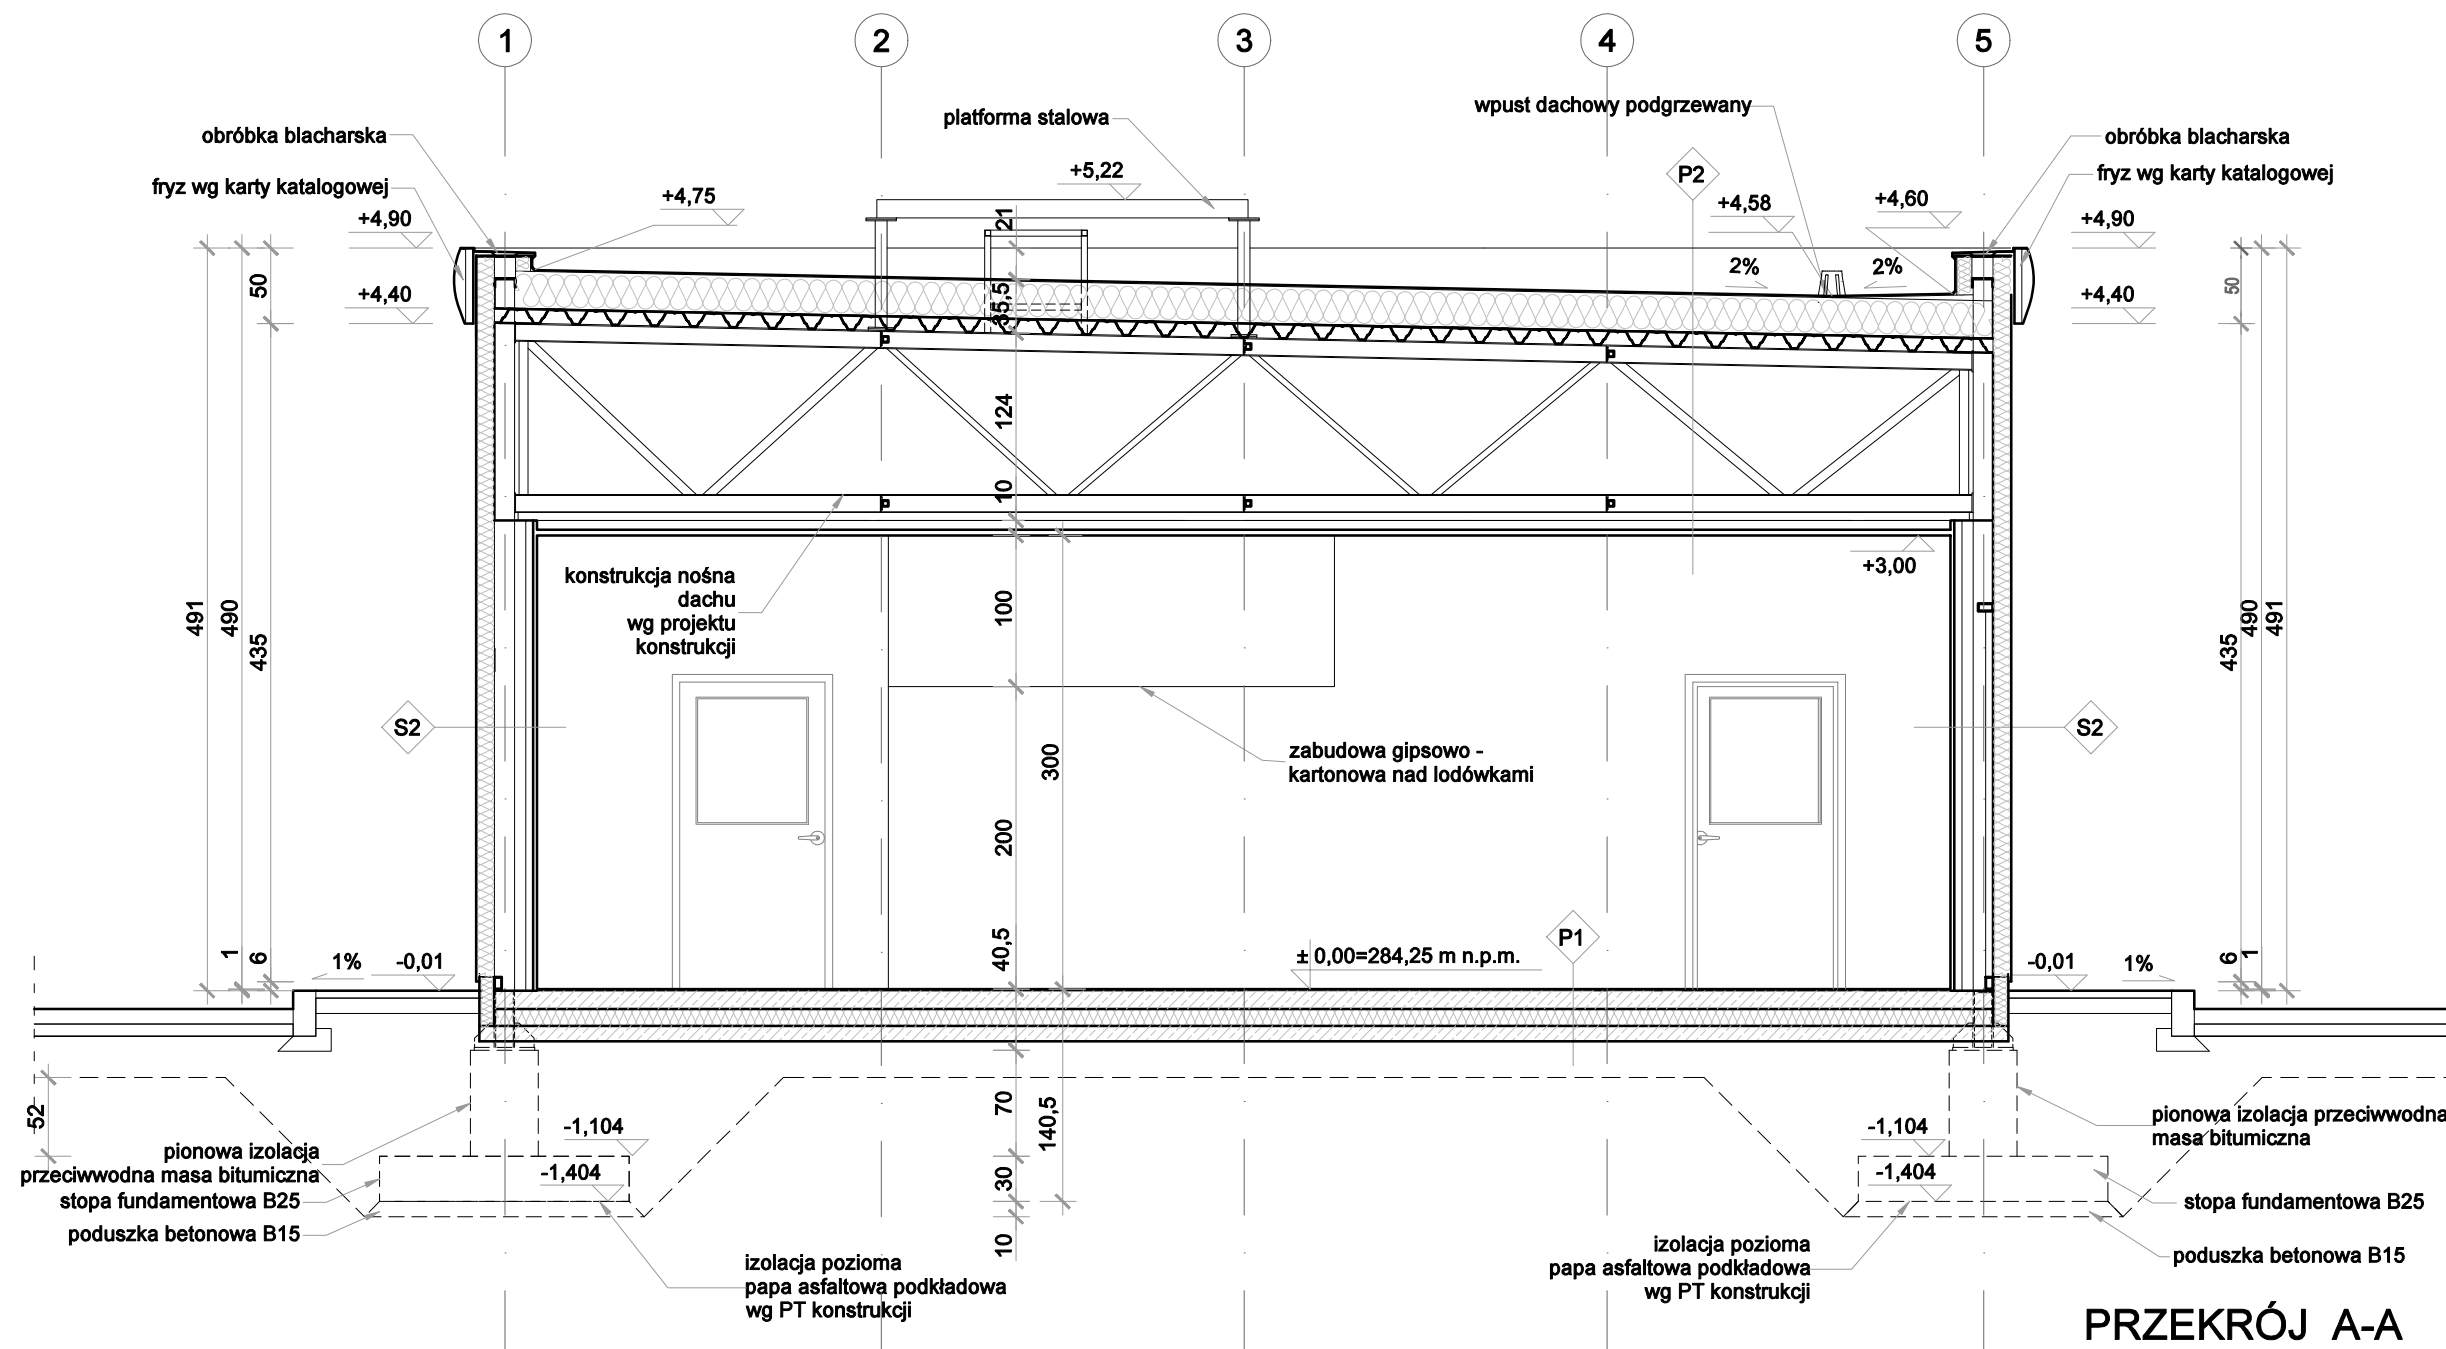 1
2
3
4
5
wpust dachowy podgrzewany
platforma stalowa
obróbka blacharska
obróbka blacharska
fryz wg karty katalogowej
fryz wg karty katalogowej
+5,22
P2
+4,75
+4,58
+4,60
+4,90
+4,90
21
2%
2%
50
+4,40
35,5
50
+4,40
124
10
+3,00
konstrukcja nośna
dachu
wg projektu
konstrukcji
100
491
490
435
435
490
491
S2
S2
zabudowa gipsowo -
kartonowa nad lodówkami
300
200
40,5
P1
± 0,00=284,25 m n.p.m.
1
6
1%
-0,01
-0,01
1%
6
1
52
70
140,5
-1,104
-1,104
pionowa izolacja
przeciwwodna masa bitumiczna
pionowa izolacja przeciwwodna
masa bitumiczna
-1,404
-1,404
30
stopa fundamentowa B25
stopa fundamentowa B25
poduszka betonowa B15
10
poduszka betonowa B15
izolacja pozioma
papa asfaltowa podkładowa
wg PT konstrukcji
izolacja pozioma
papa asfaltowa podkładowa
wg PT konstrukcji
PRZEKRÓJ A-A